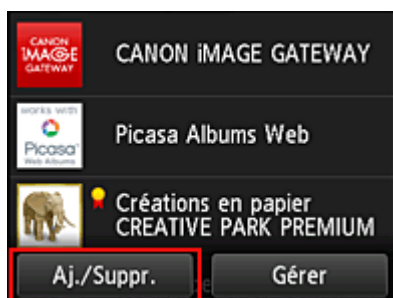 CANON
iMAGE
GATEWAY
CANON iMAGE GATEWAY
works with
Picasa
Web Albums
Picasa Albums Web
Créations en papier
CREATIVE PARK PREMIUM
Aj./Suppr.
Gérer